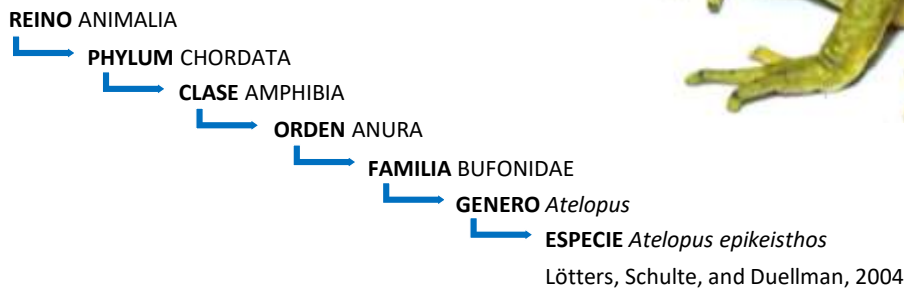 REINO ANIMALIA
PHYLUM CHORDATA
CLASE AMPHIBIA
ORDEN ANURA
FAMILIA BUFONIDAE
GENERO Atelopus
ESPECIE Atelopus epikeisthos
Lötters, Schulte, and Duellman, 2004